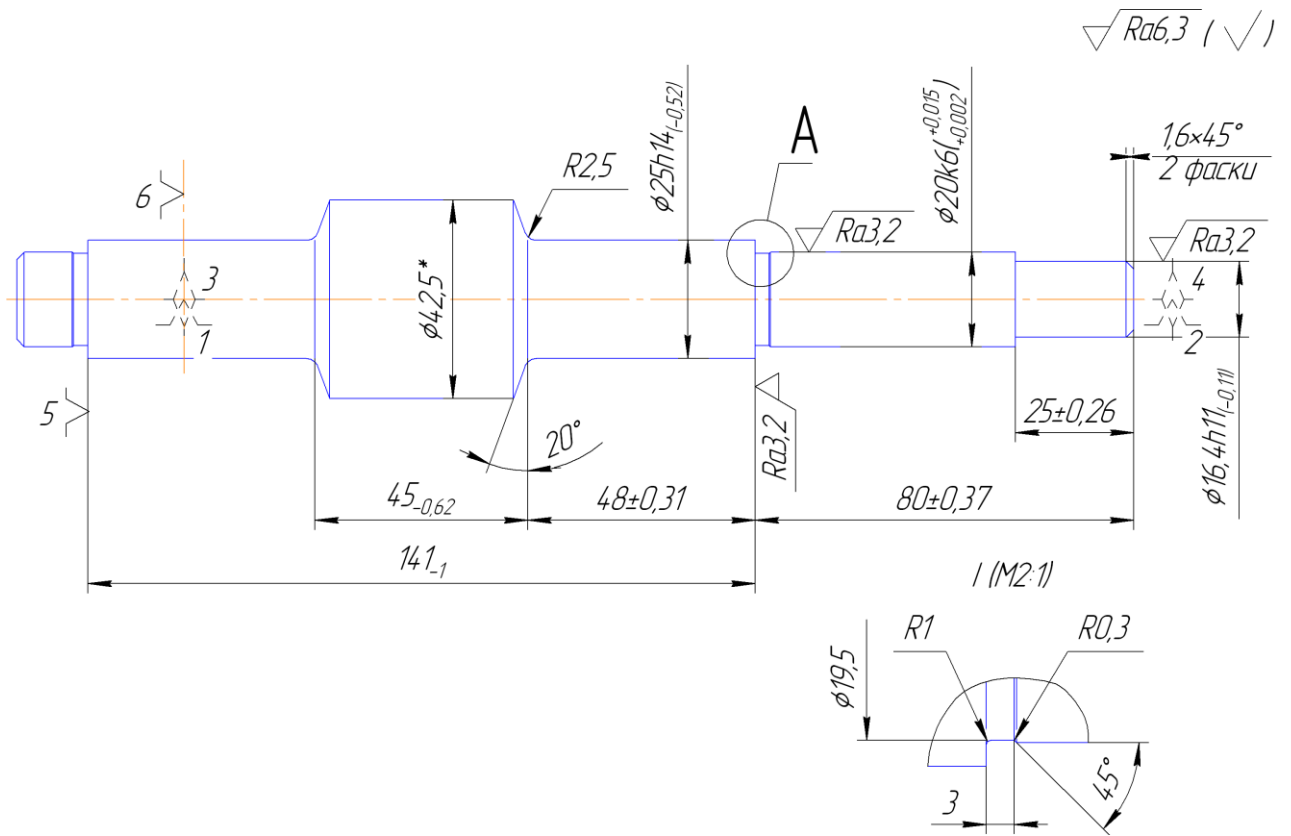 Ra6,3 ( )
6
3
1
5
R2,5
φ42,5*
φ25h14(-0,52)
A
Ra3,2
φ20k6(+0,015 +0,002)
1,6×45°
2 фаски
Ra3,2
4
2
φ16,4h11(-0,11)
Ra3,2
25±0,26
20°
45-0,62
48±0,31
80±0,37
141-1
I (М2:1)
R1
R0,3
φ19,5
3
45°